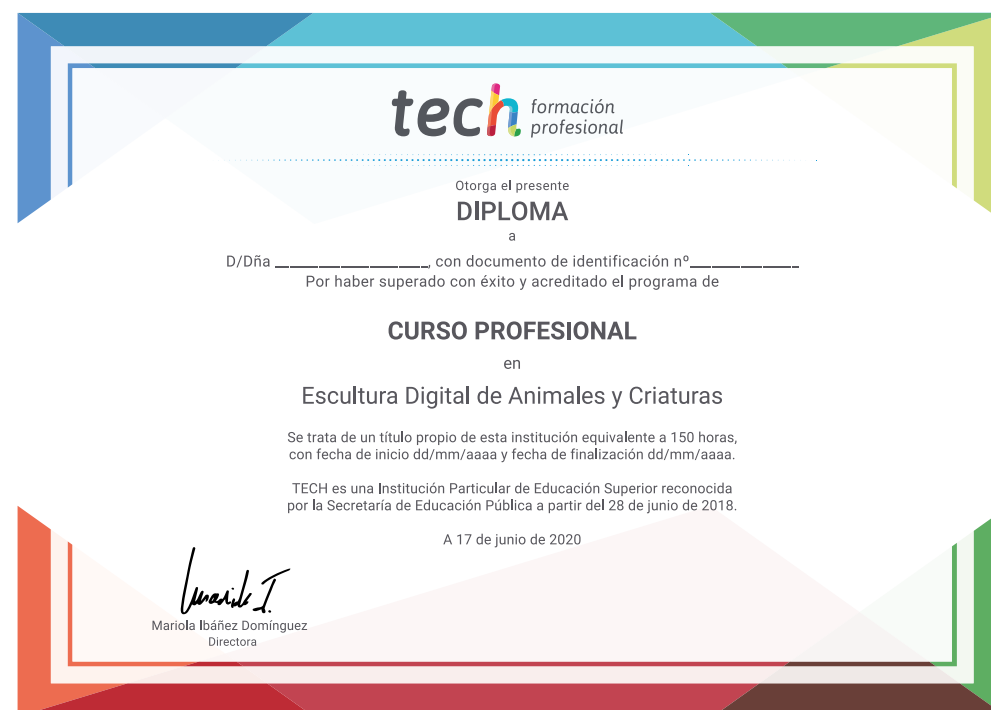 tech formación
profesional
Otorga el presente
DIPLOMA
a
D/Dña ____________________, con documento de identificación nº______________
Por haber superado con éxito y acreditado el programa de
CURSO PROFESIONAL
en
Escultura Digital de Animales y Criaturas
Se trata de un título propio de esta institución equivalente a 150 horas,
con fecha de inicio dd/mm/aaaa y fecha de finalización dd/mm/aaaa.
TECH es una Institución Particular de Educación Superior reconocida
por la Secretaría de Educación Pública a partir del 28 de junio de 2018.
A 17 de junio de 2020
Mariola I.
Mariola Ibáñez Domínguez
Directora